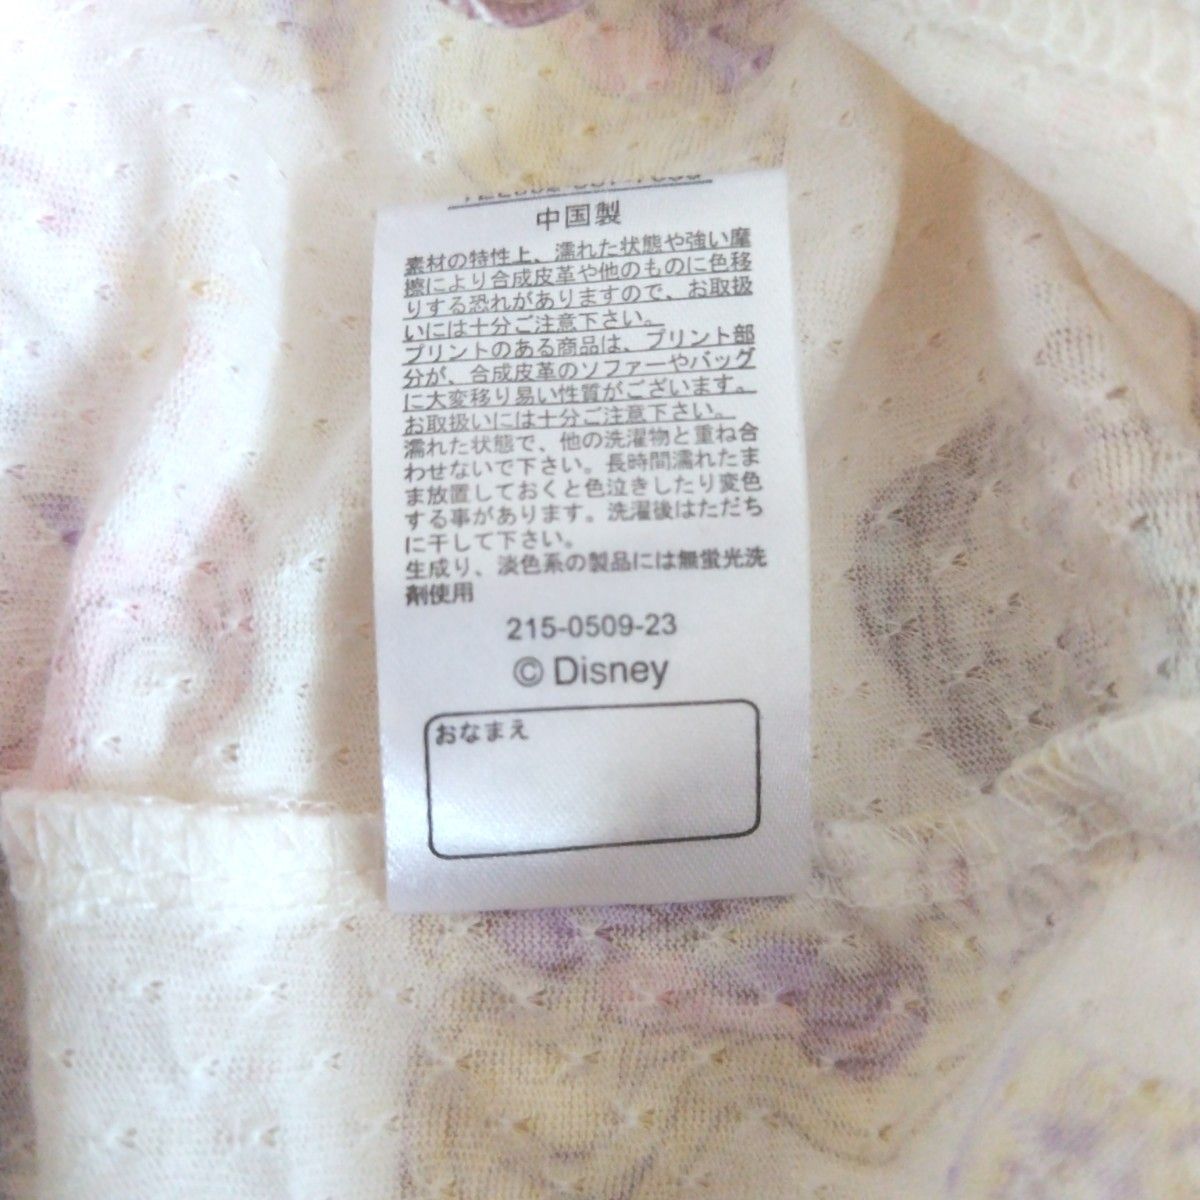 中国製
素材の特性上、濡れた状態や強い摩
擦により合成皮革や他のものに色移
りする恐れがありますので、お取扱
いには十分ご注意下さい。
プリントのある商品は、プリント部
分が、合成皮革のソファーやバッグ
に大変移り易い性質がございます。
お取扱いには十分ご注意下さい。
濡れた状態で、他の洗濯物と重ね合
わせないで下さい。長時間濡れたま
ま放置しておくと色泣きしたり変色
する事があります。洗濯後はただち
に干して下さい。
生成り、淡色系の製品には無蛍光洗
剤使用
215-0509-23
© Disney
おなまえ